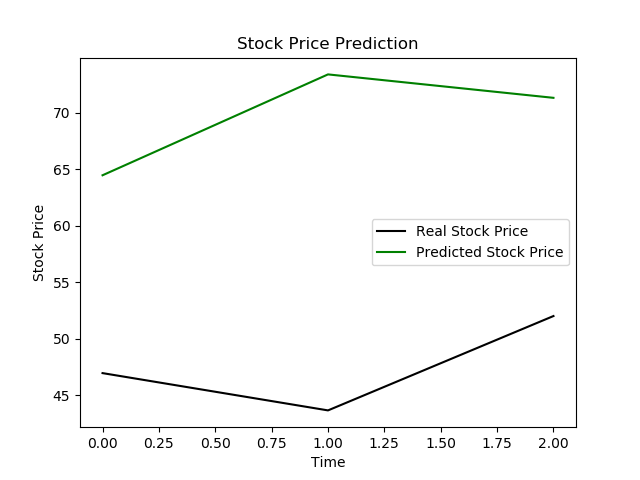 Stock Price Prediction
Stock Price
70
65
60
55
50
45
Real Stock Price
Predicted Stock Price
0.00 0.25 0.50 0.75 1.00 1.25 1.50 1.75 2.00
Time